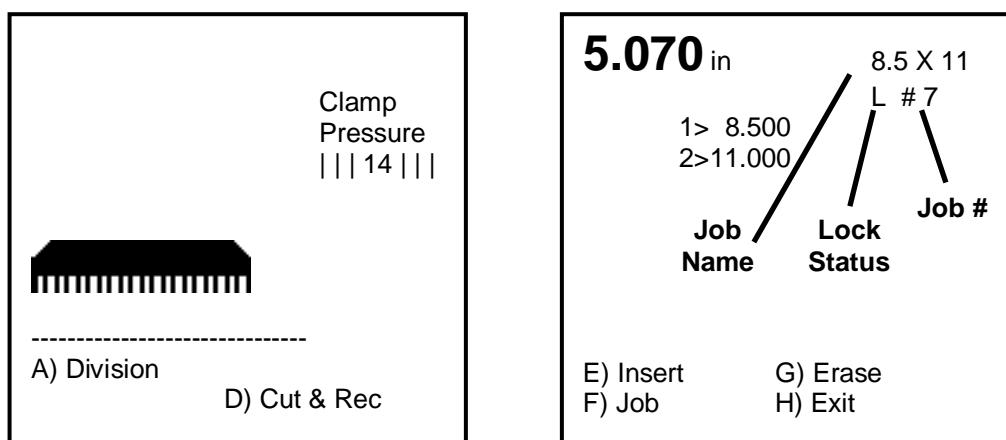 Clamp
Pressure
| | | 14 | | |
-------------------------------
A) Division
D) Cut & Rec
5.070 in
8.5 X 11
L # 7
1> 8.500
2>11.000
Job #
Job
Name
Lock
Status
E) Insert
G) Erase
F) Job
H) Exit